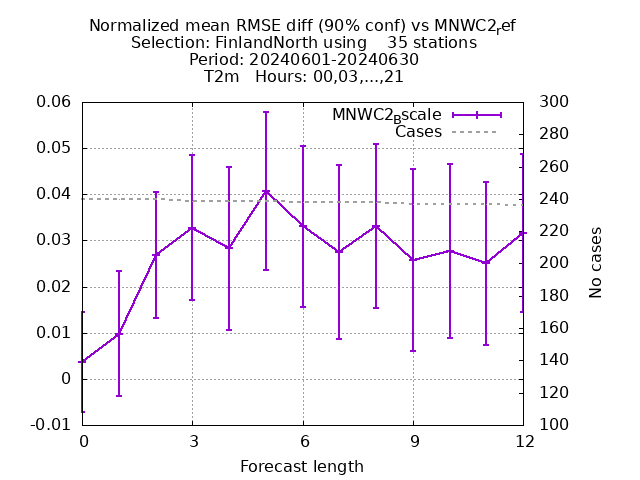 Normalized mean RMSE diff (90% conf) vs MNWC2ref
Selection: FinlandNorth using    35 stations
Period: 20240601-20240630
T2m   Hours: 00,03,...,21
MNWC2Bscale
Cases
0.06
0.05
0.04
0.03
0.02
0.01
0
-0.01
300
280
260
240
220
200
180
160
140
120
100
No cases
0 3 6 9 12
Forecast length